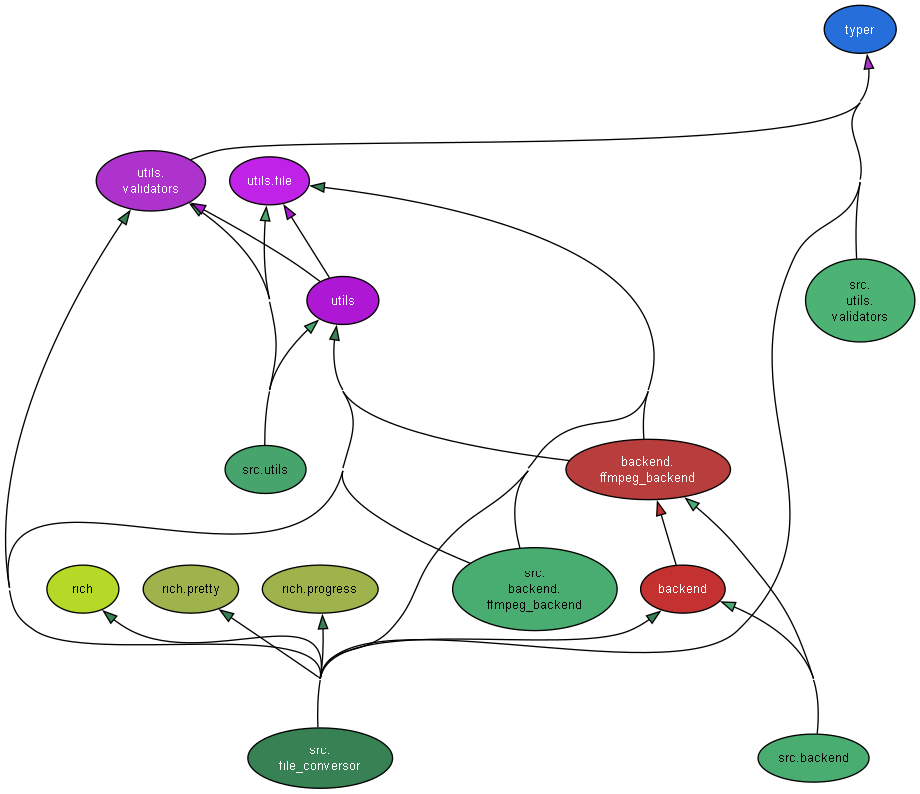 typer
utils.
validators
utils.file
src.
utils.
validators
utils
backend.
ffmpeg_backend
src.utils
rich
rich.pretty
rich.progress
src.
backend.
ffmpeg_backend
backend
src.
file_conversor
src.backend